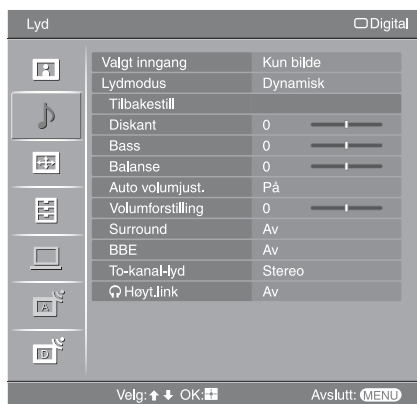 Lyd Digital
Valgt inngang Kun bilde
Lydmodus Dynamisk
Tilbakestill
Diskant 0
Bass 0
Balanse 0
Auto volumjust. På
Volumforstilling 0
Surround Av
BBE Av
To-kanal-lyd Stereo
Høyt.link Av
A
D
Velg: OK: Avslutt: MENU